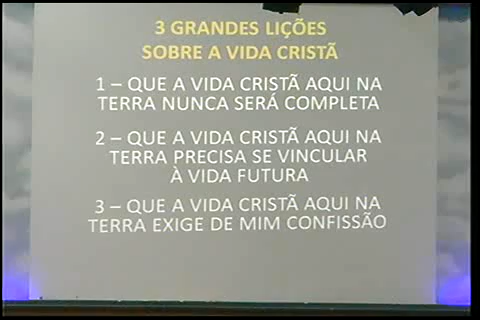 3 GRANDES LIÇÕES
SOBRE A VIDA CRISTÃ
1 – QUE A VIDA CRISTÃ AQUI NA
TERRA NUNCA SERÁ COMPLETA
2 – QUE A VIDA CRISTÃ AQUI NA
TERRA PRECISA SE VINCULAR
À VIDA FUTURA
3 – QUE A VIDA CRISTÃ AQUI NA
TERRA EXIGE DE MIM CONFISSÃO